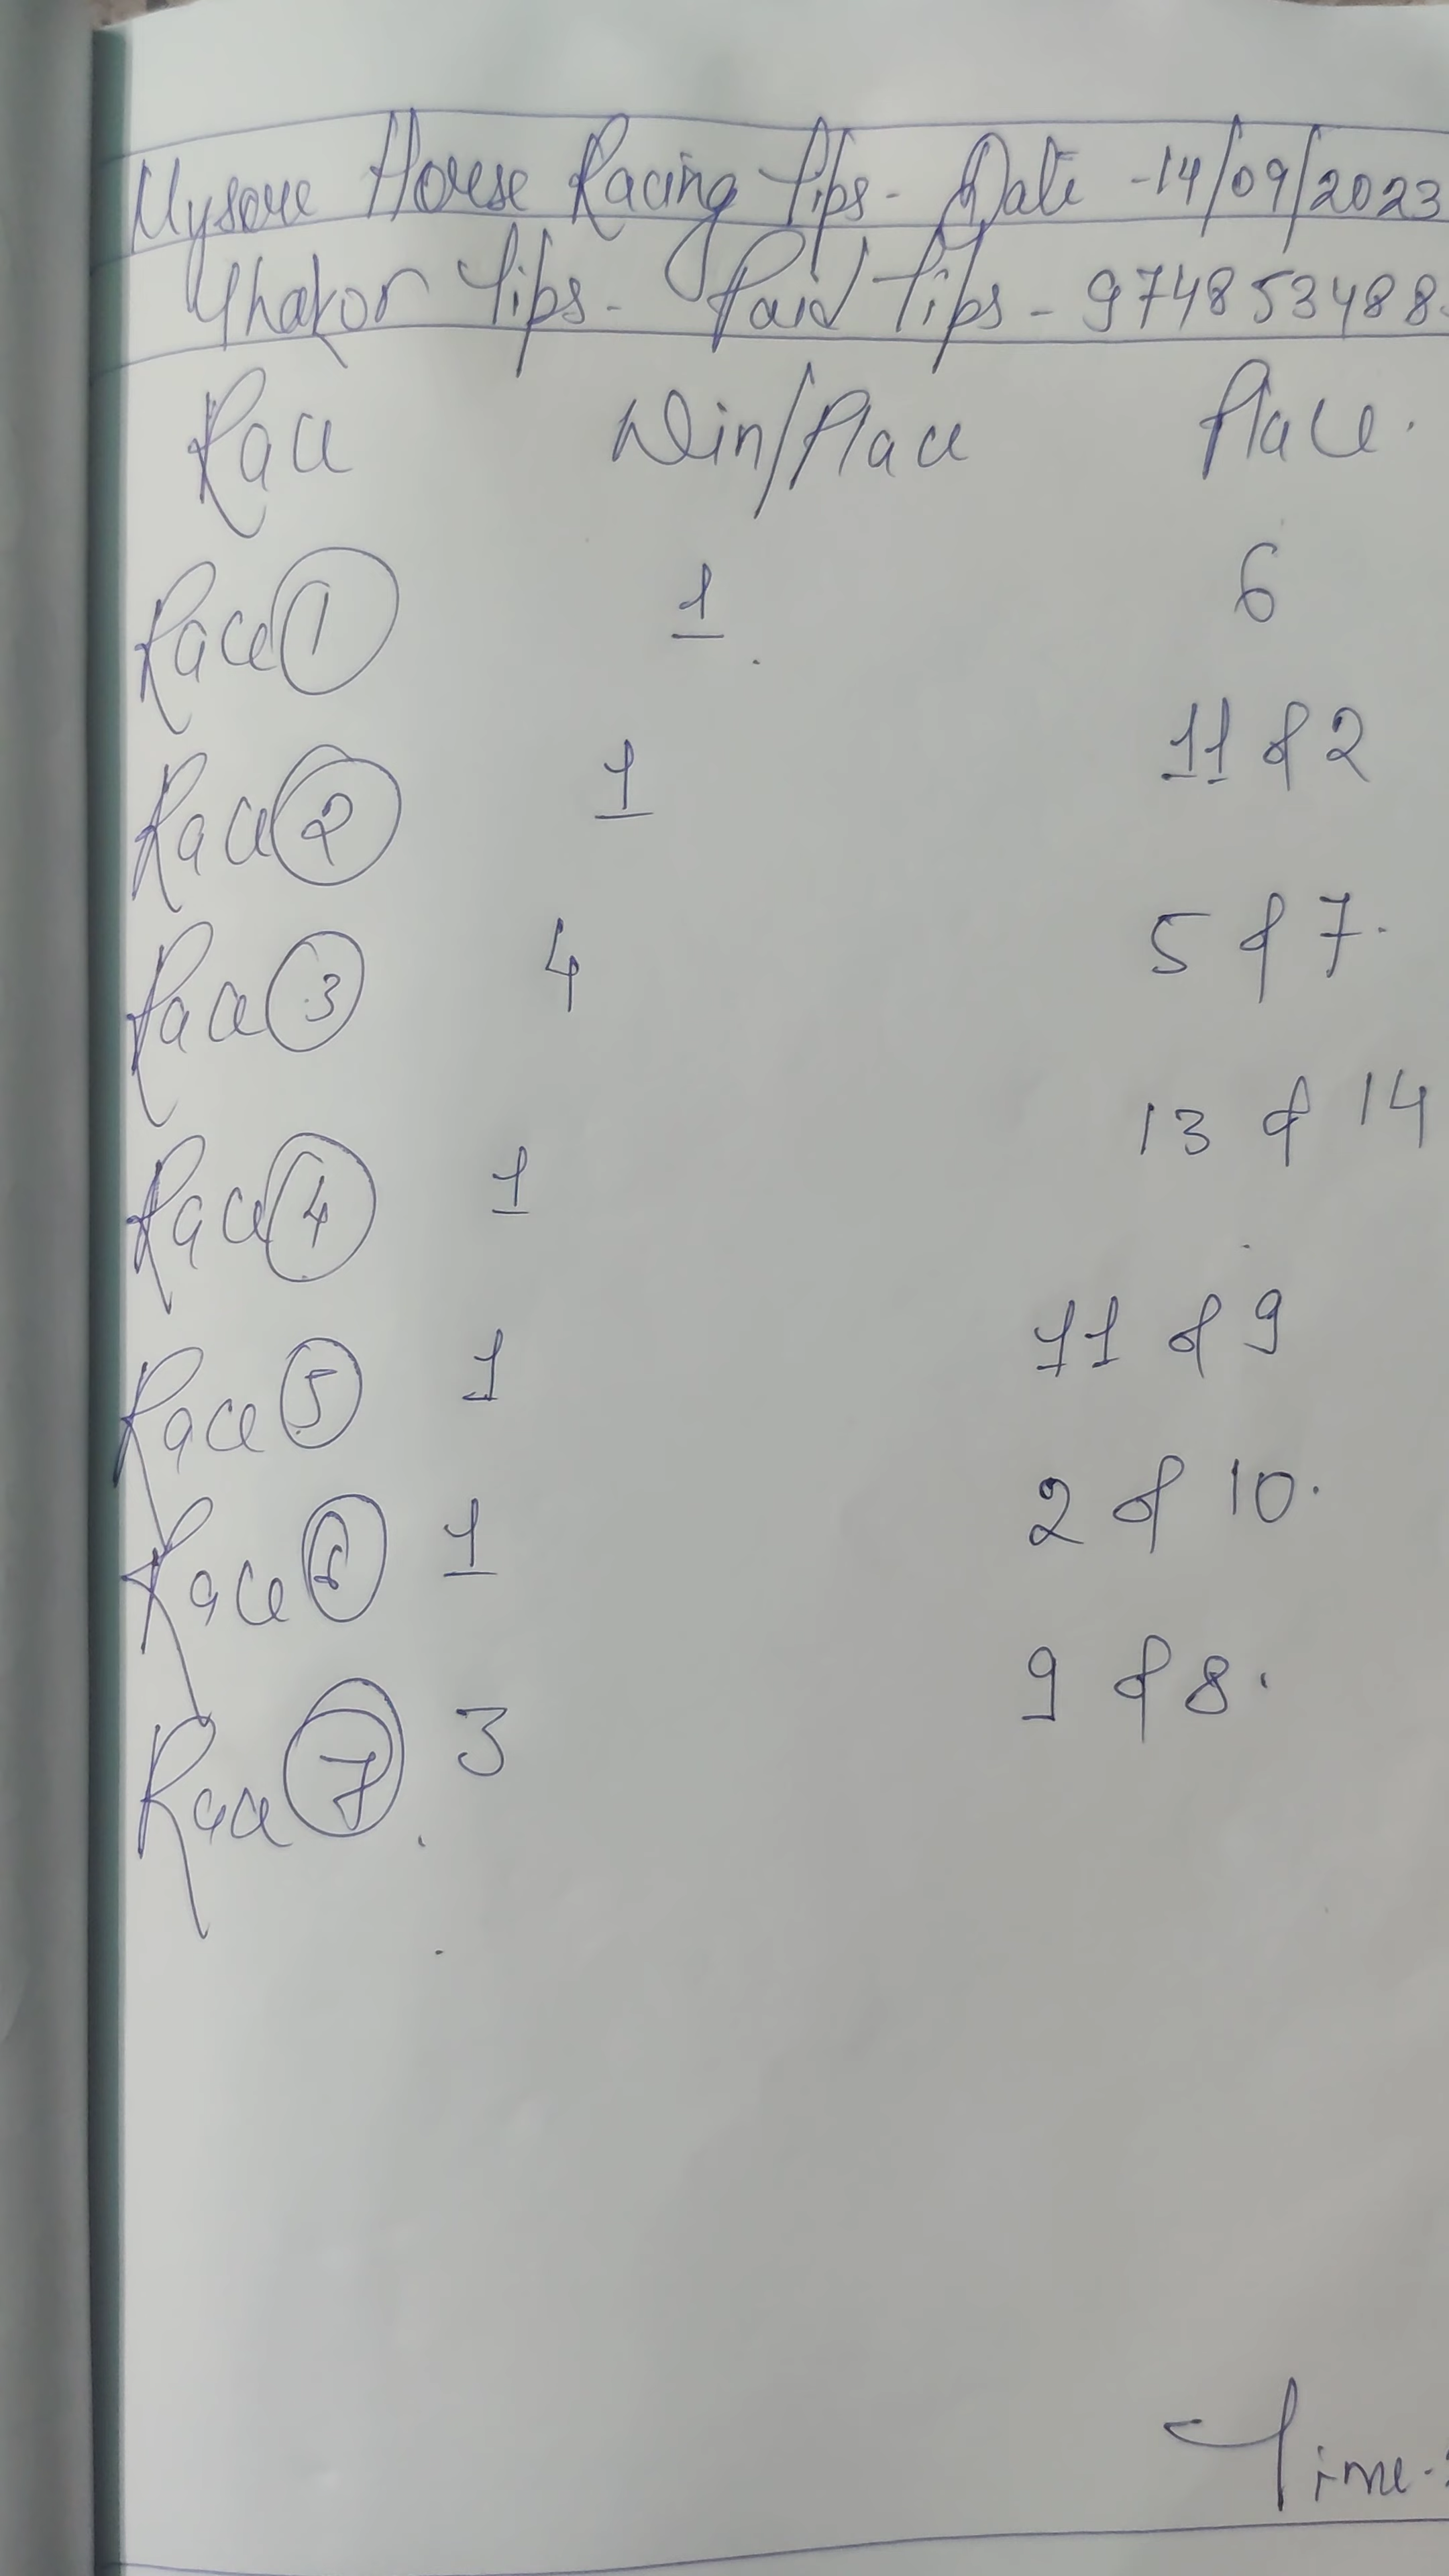 Mysore Horse Racing Tips - Date - 14/09/2023
Tips - Paid Tips - 974853488
Race Win/Place Place.
Race 1 1 6
Race 2 1 11 & 2
Race 3 4 5 & 7.
Race 4 1 13 & 14
Race 5 1 11 & 9
Race 6 1 2 & 10.
Race 7 3 9 & 8.
Time -